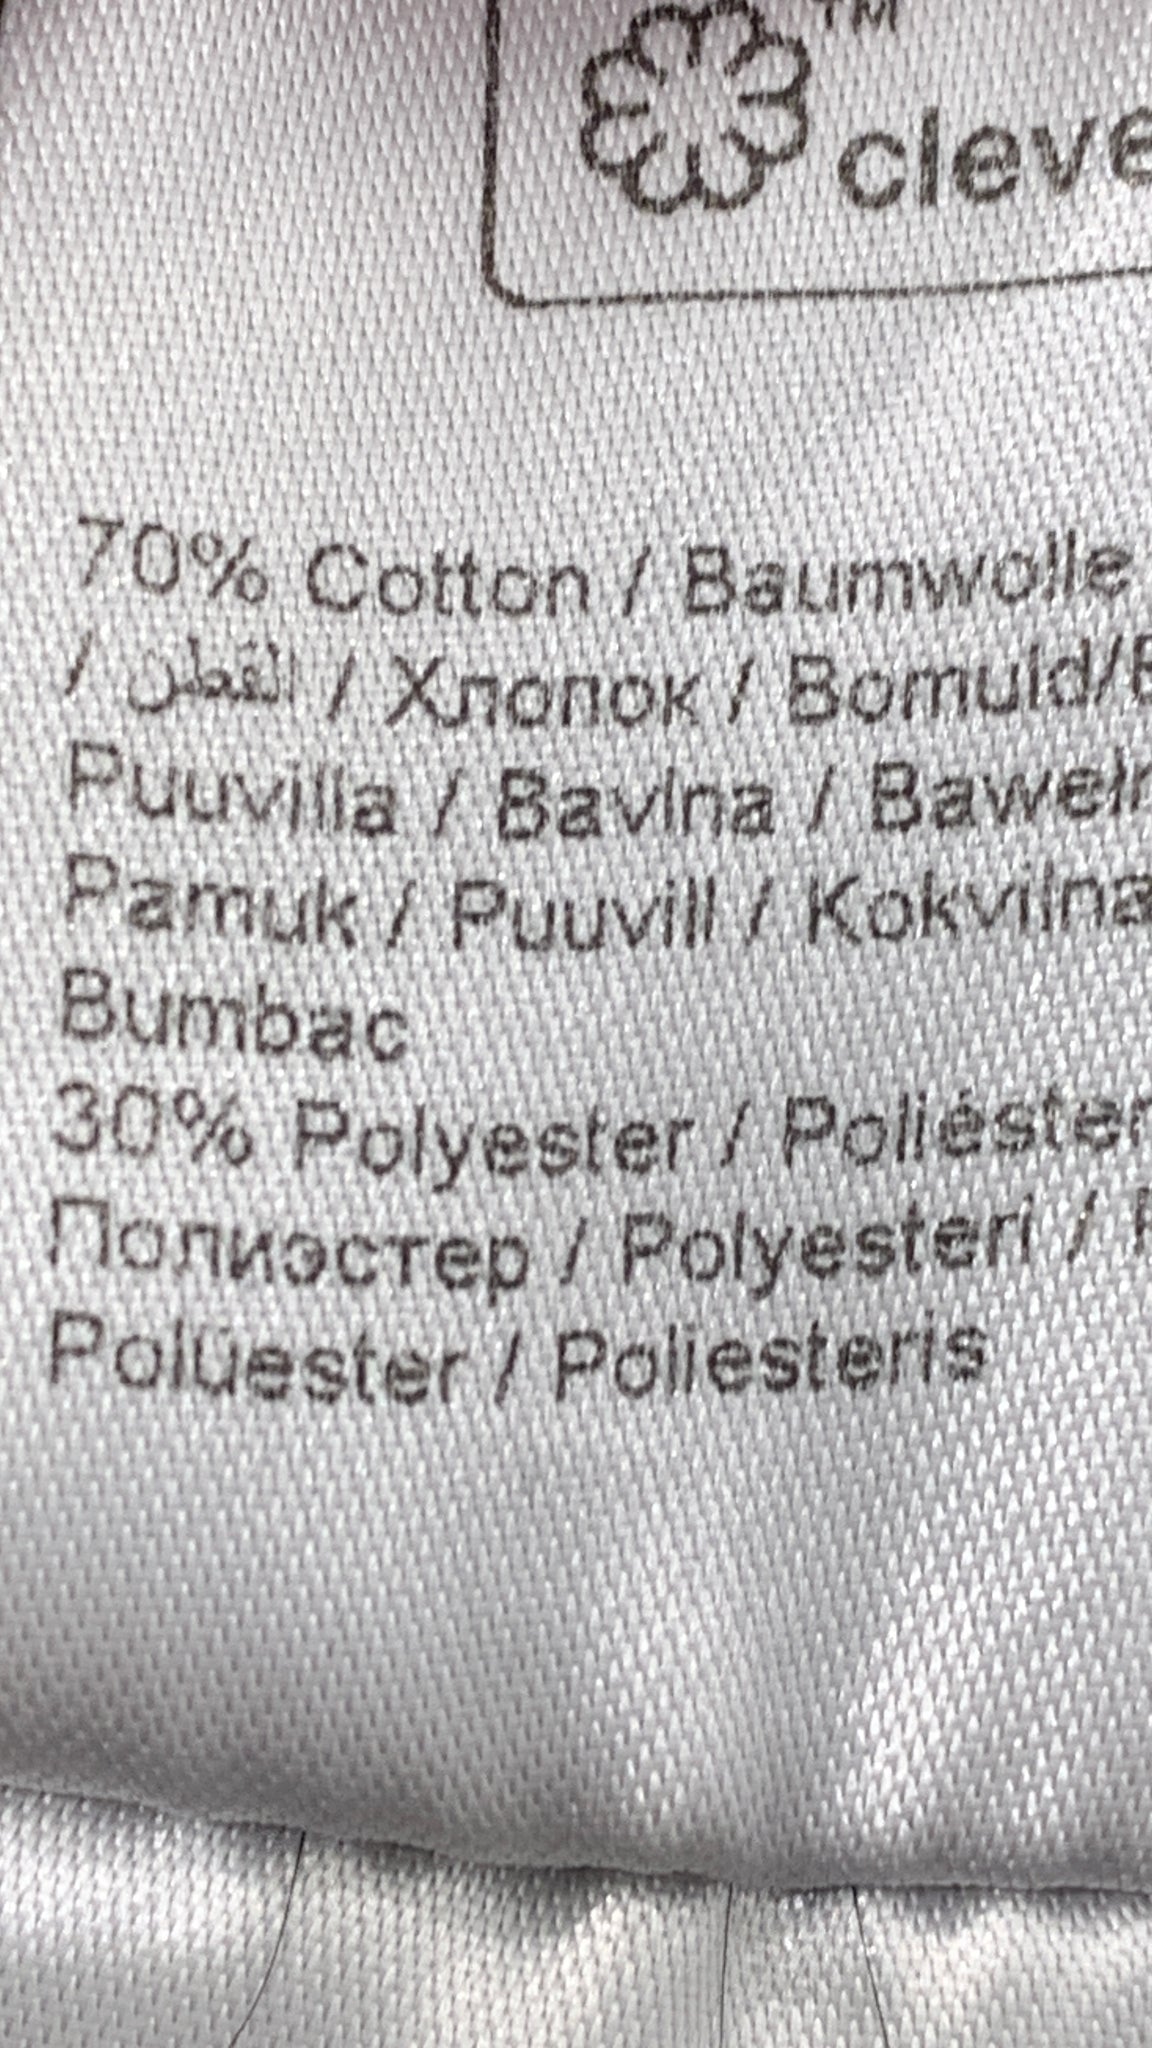 TM
cleve
70% Cotton / Baumwolle
/ القطن / Хлопок / Bomuld/
Puuvilla / Bavlna /
Pamuk / Puuvill / Kokvilna
Bumbac
30% Polyester / Poliéster
Полиэстер / Polyesteri /
Polüester / Poliesteris